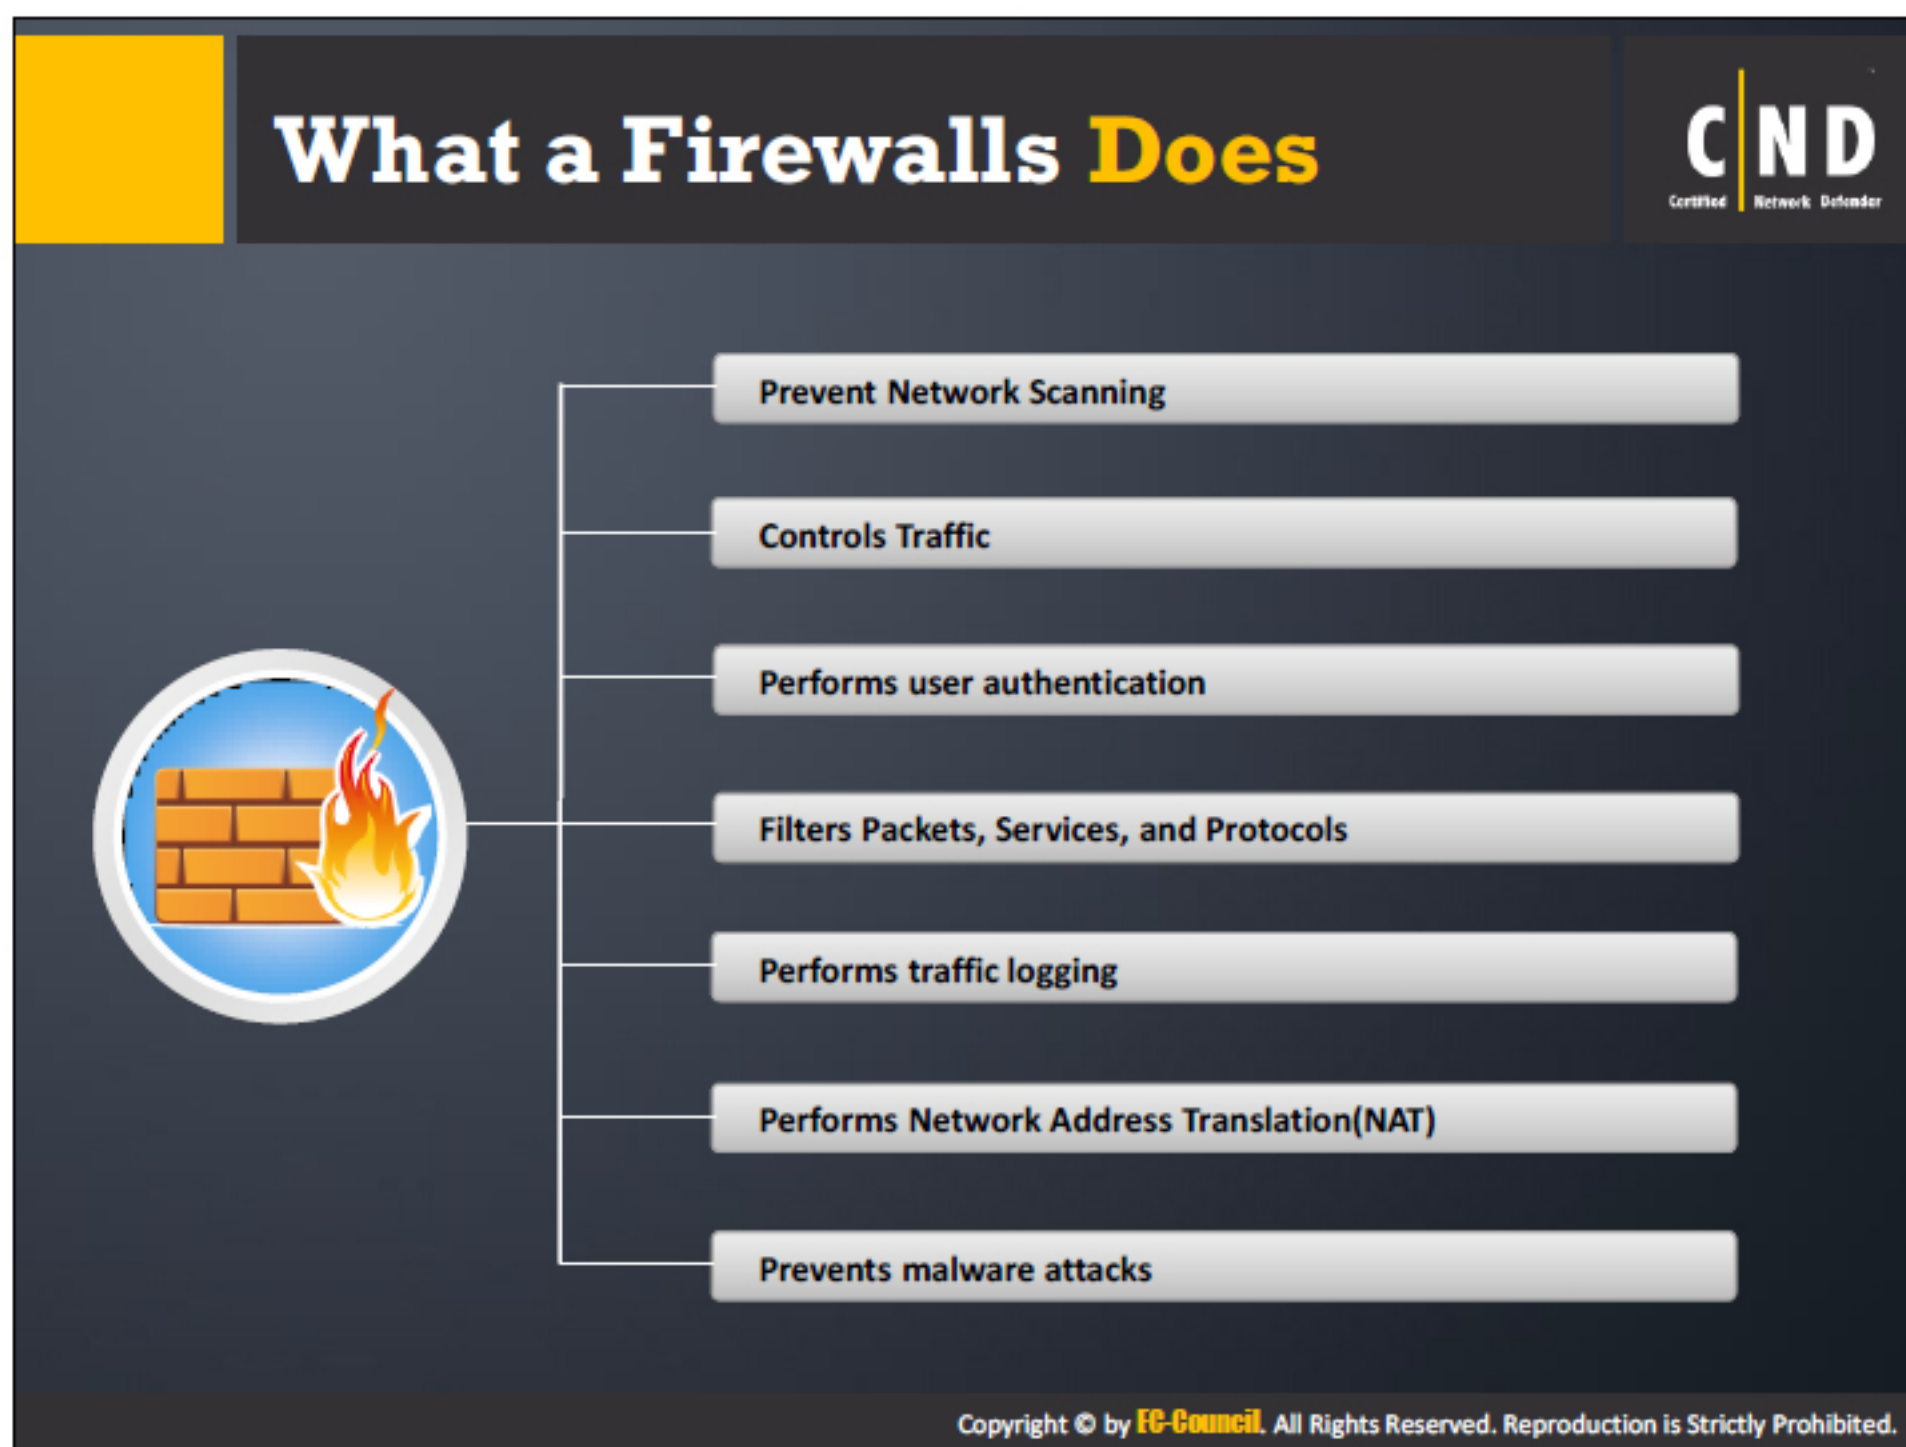 What a Firewalls Does
C ND
Certified Network Defender
Prevent Network Scanning
Controls Traffic
Performs user authentication
Filters Packets, Services, and Protocols
Performs traffic logging
Performs Network Address Translation(NAT)
Prevents malware attacks
Copyright © by EC-Council. All Rights Reserved. Reproduction is Strictly Prohibited.